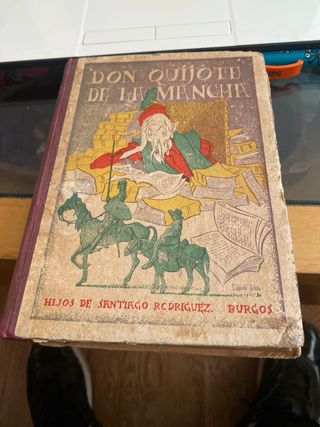 DON QUIJOTE
DE LA MANCHA
HIJOS DE SANTIAGO RODRIGUEZ. BURGOS